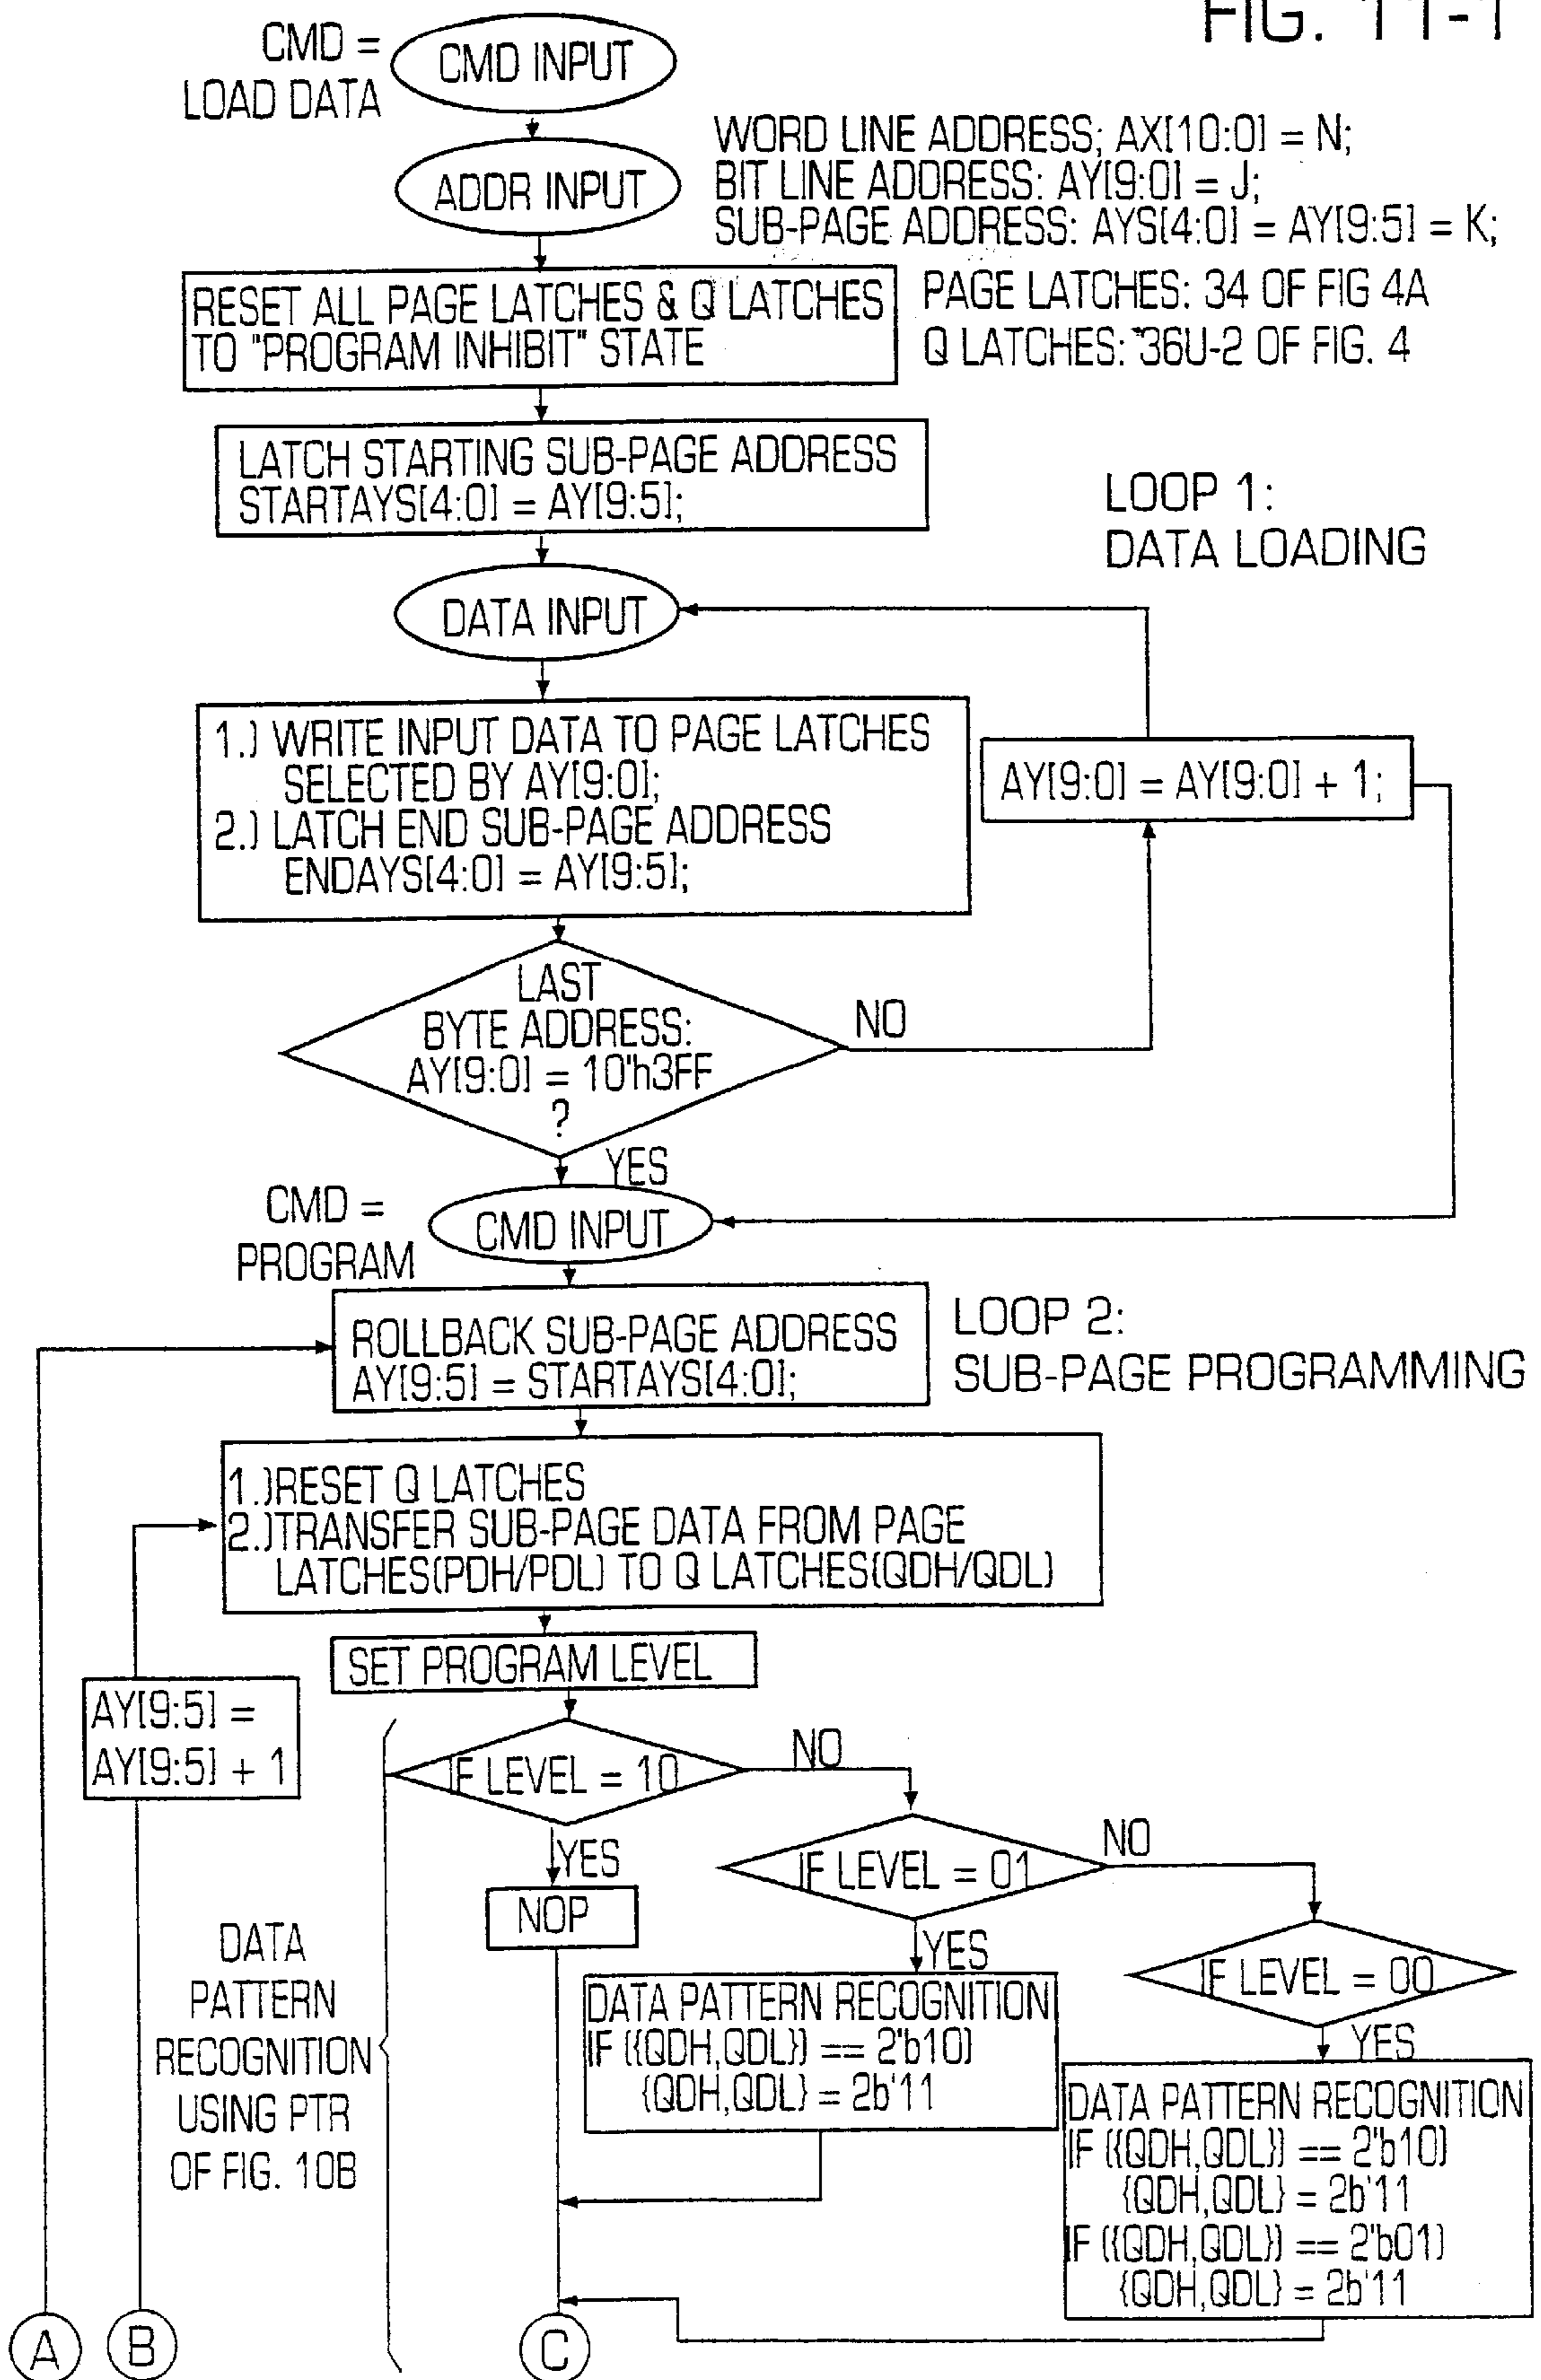 FIG. 11-1
CMD =
LOAD DATA
CMD INPUT
ADDR INPUT
WORD LINE ADDRESS; AX[10:0] = N;
BIT LINE ADDRESS: AY[9:0] = J;
SUB-PAGE ADDRESS: AYS[4:0] = AY[9:5] = K;
RESET ALL PAGE LATCHES & Q LATCHES
TO "PROGRAM INHIBIT" STATE
PAGE LATCHES: 34 OF FIG 4A
Q LATCHES: 36U-2 OF FIG. 4
LATCH STARTING SUB-PAGE ADDRESS
STARTAYS[4:0] = AY[9:5];
LOOP 1:
DATA LOADING
DATA INPUT
1.) WRITE INPUT DATA TO PAGE LATCHES
SELECTED BY AY[9:0];
2.) LATCH END SUB-PAGE ADDRESS
ENDAYS[4:0] = AY[9:5];
AY[9:0] = AY[9:0] + 1;
LAST
BYTE ADDRESS:
AY[9:0] = 10"h3FF
?
NO
YES
CMD =
PROGRAM
CMD INPUT
ROLLBACK SUB-PAGE ADDRESS
AY[9:5] = STARTAYS[4:0];
LOOP 2:
SUB-PAGE PROGRAMMING
1.)RESET Q LATCHES
2.)TRANSFER SUB-PAGE DATA FROM PAGE
LATCHES(PDH/PDL) TO Q LATCHES(QDH/QDL)
SET PROGRAM LEVEL
AY[9:5] =
AY[9:5] + 1
IF LEVEL = 10
NO
YES
NOP
IF LEVEL = 01
NO
YES
IF LEVEL = 00
YES
DATA
PATTERN
RECOGNITION
USING PTR
OF FIG. 10B
DATA PATTERN RECOGNITION
IF ({QDH,QDL}) == 2"b10)
{QDH,QDL} = 2b'11
DATA PATTERN RECOGNITION
IF ({QDH,QDL}) == 2"b10)
{QDH,QDL} = 2b'11
IF ({QDH,QDL}) == 2"b01)
{QDH,QDL} = 2b'11
A
B
C